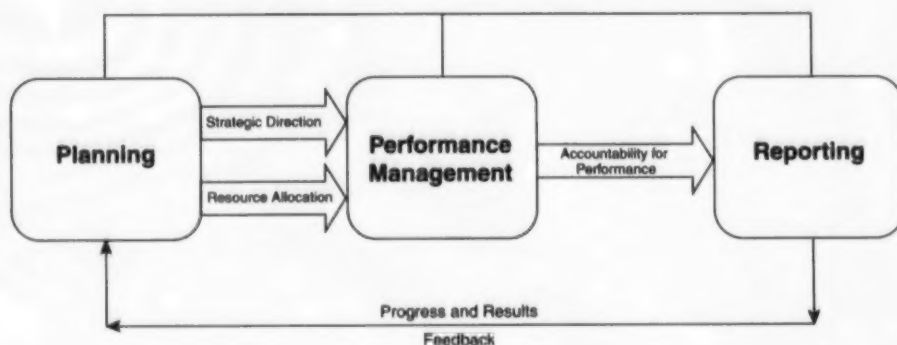 Planning
Strategic Direction
Resource Allocation
Performance
Management
Accountability for
Performance
Reporting
Progress and Results
Feedback